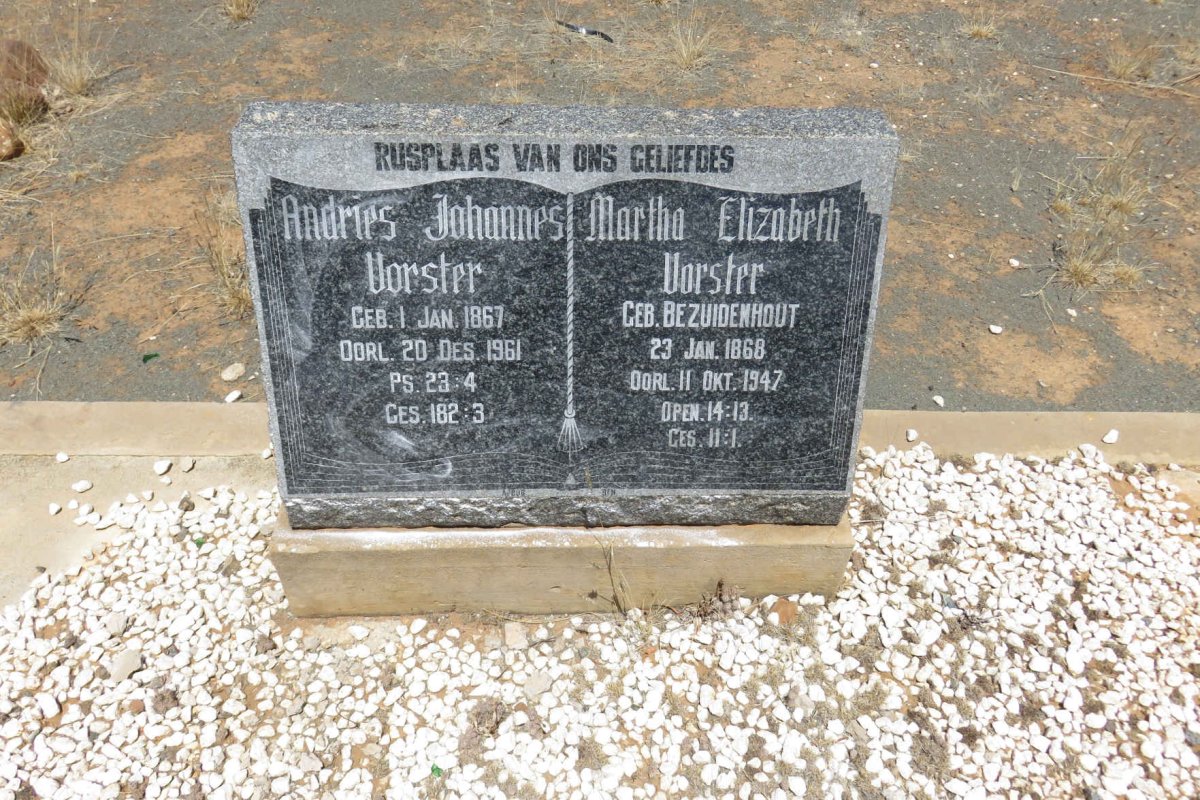 RUSPLAAS VAN ONS GELIEFDES
Andries Johannes
Vorster
GEB. 1 JAN. 1867
OORL. 20 DES. 1961
PS. 23:4
GES. 182:3
Martha Elizabeth
Vorster
GEB. BEZUIDENHOUT
23 JAN. 1868
OORL. 11 OKT. 1947
OPEN. 14:13.
GES. 11:1.